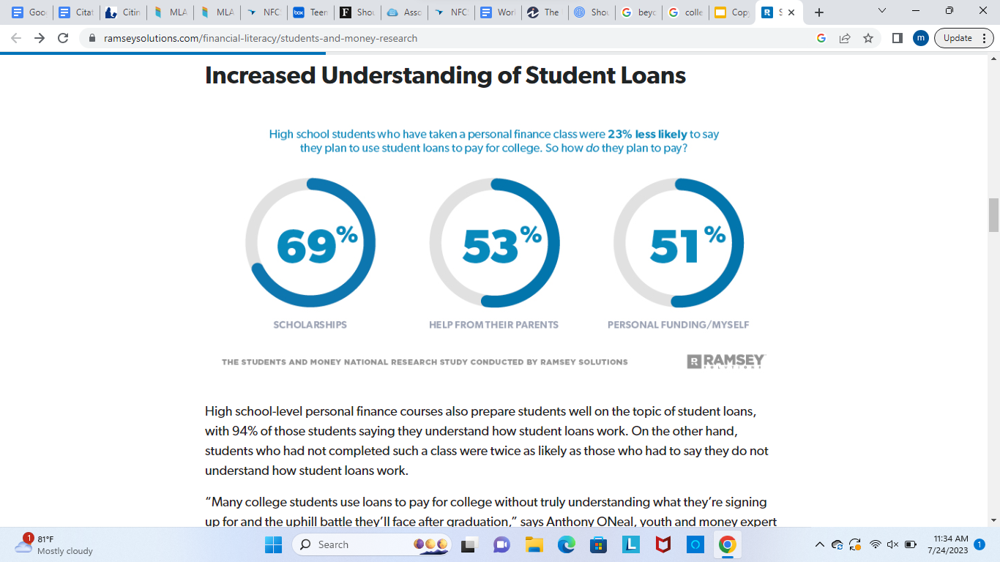 Goo
Citat
Citin
MLA
MLA
NFC
box
Teen
F
Shou
Asso
NFC
Worl
The
Shou
G
beyo
G
colle
Copy
R
ramseysolutions.com/financial-literacy/students-and-money-research
G
m
Update
Increased Understanding of Student Loans
High school students who have taken a personal finance class were 23% less likely to say
they plan to use student loans to pay for college. So how do they plan to pay?
69%
53%
51%
SCHOLARSHIPS
HELP FROM THEIR PARENTS
PERSONAL FUNDING/MYSELF
THE STUDENTS AND MONEY NATIONAL RESEARCH STUDY CONDUCTED BY RAMSEY SOLUTIONS
R RAMSEY
SOLUTIONS
High school-level personal finance courses also prepare students well on the topic of student loans,
with 94% of those students saying they understand how student loans work. On the other hand,
students who had not completed such a class were twice as likely as those who had to say they do not
understand how student loans work.
“Many college students use loans to pay for college without truly understanding what they’re signing
up for and the uphill battle they’ll face after graduation,” says Anthony ONeal, youth and money expert
1
81°F
Mostly cloudy
Search
L
11:34 AM
7/24/2023
1